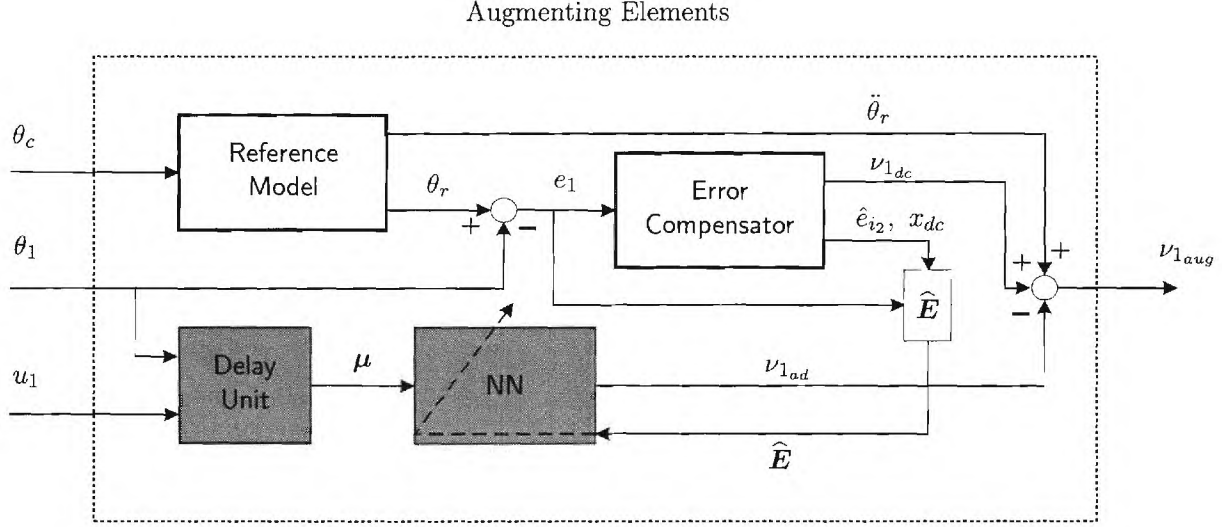 Augmenting Elements
θ_c
Reference
Model
θ̈_r
θ_r
e_1
+
−
Error
Compensator
ν_{1_{dc}}
ê_{i_2}, x_{dc}
θ_1
Ê
+
+
−
ν_{1_{aug}}
u_1
Delay
Unit
μ
NN
ν_{1_{ad}}
Ê